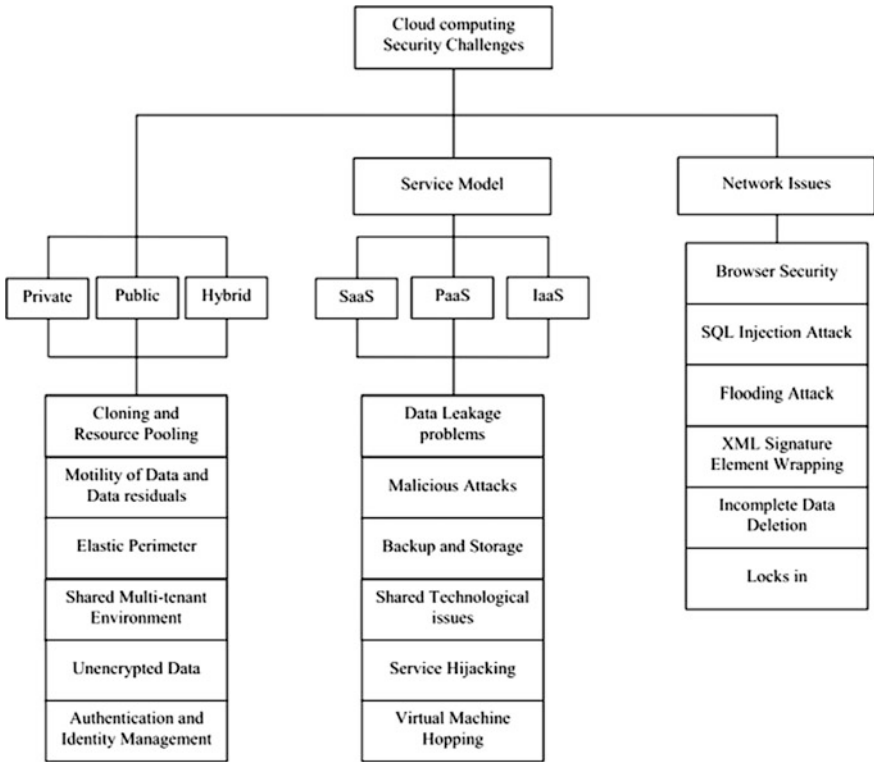 Cloud computing
Security Challenges
Service Model
Network Issues
Private
Public
Hybrid
SaaS
PaaS
IaaS
Cloning and
Resource Pooling
Motility of Data and
Data residuals
Elastic Perimeter
Shared Multi-tenant
Environment
Unencrypted Data
Authentication and
Identity Management
Data Leakage
problems
Malicious Attacks
Backup and Storage
Shared Technological
issues
Service Hijacking
Virtual Machine
Hopping
Browser Security
SQL Injection Attack
Flooding Attack
XML Signature
Element Wrapping
Incomplete Data
Deletion
Locks in